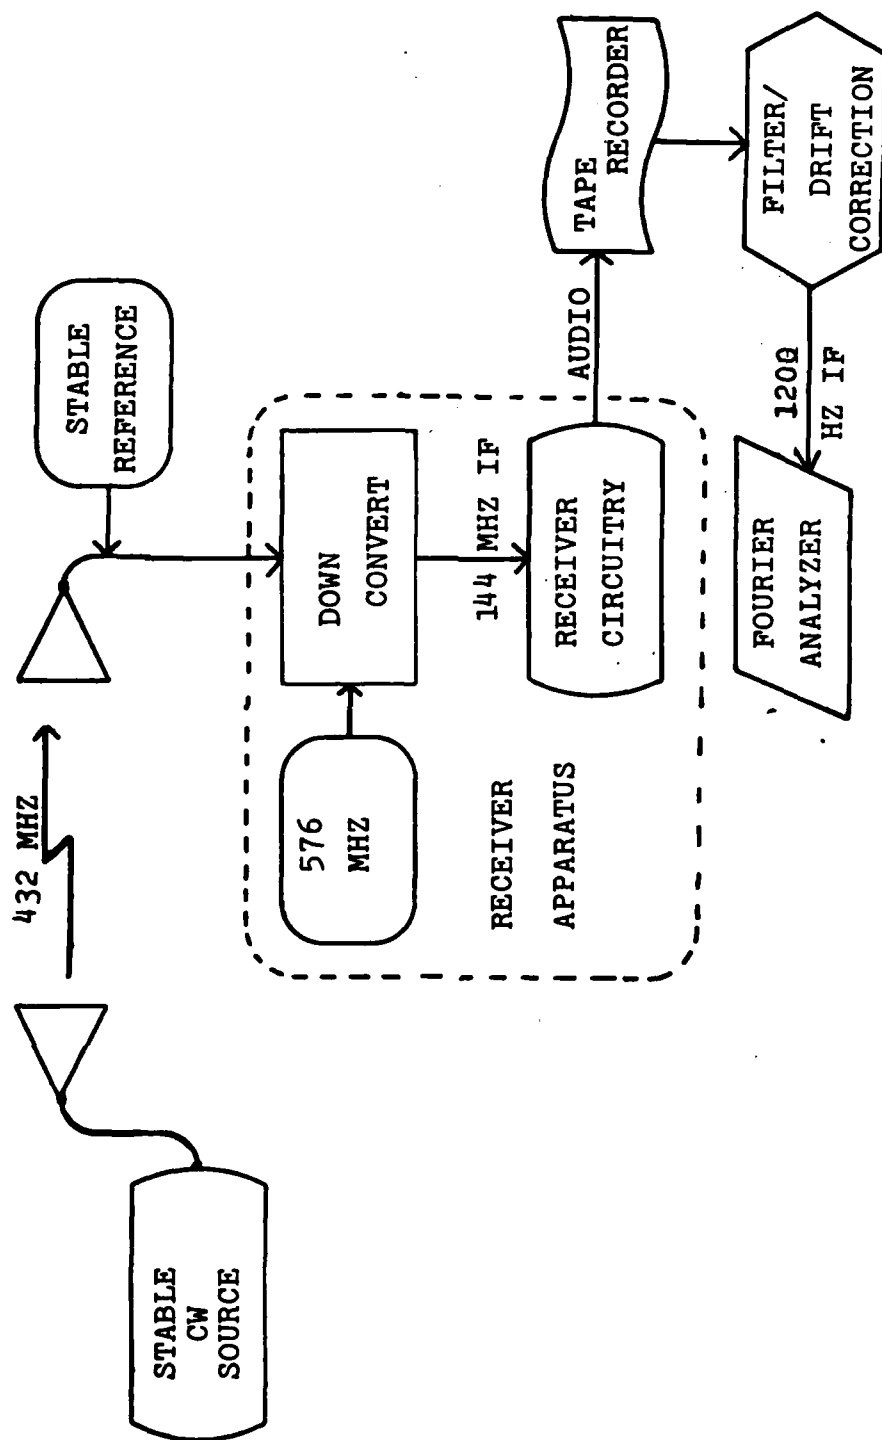 STABLE
CW
SOURCE
432 MHZ
STABLE
REFERENCE
576
MHZ
DOWN
CONVERT
144 MHZ IF
RECEIVER
CIRCUITRY
RECEIVER
APPARATUS
AUDIO
TAPE
RECORDER
FILTER/
DRIFT
CORRECTION
1200
HZ IF
FOURIER
ANALYZER